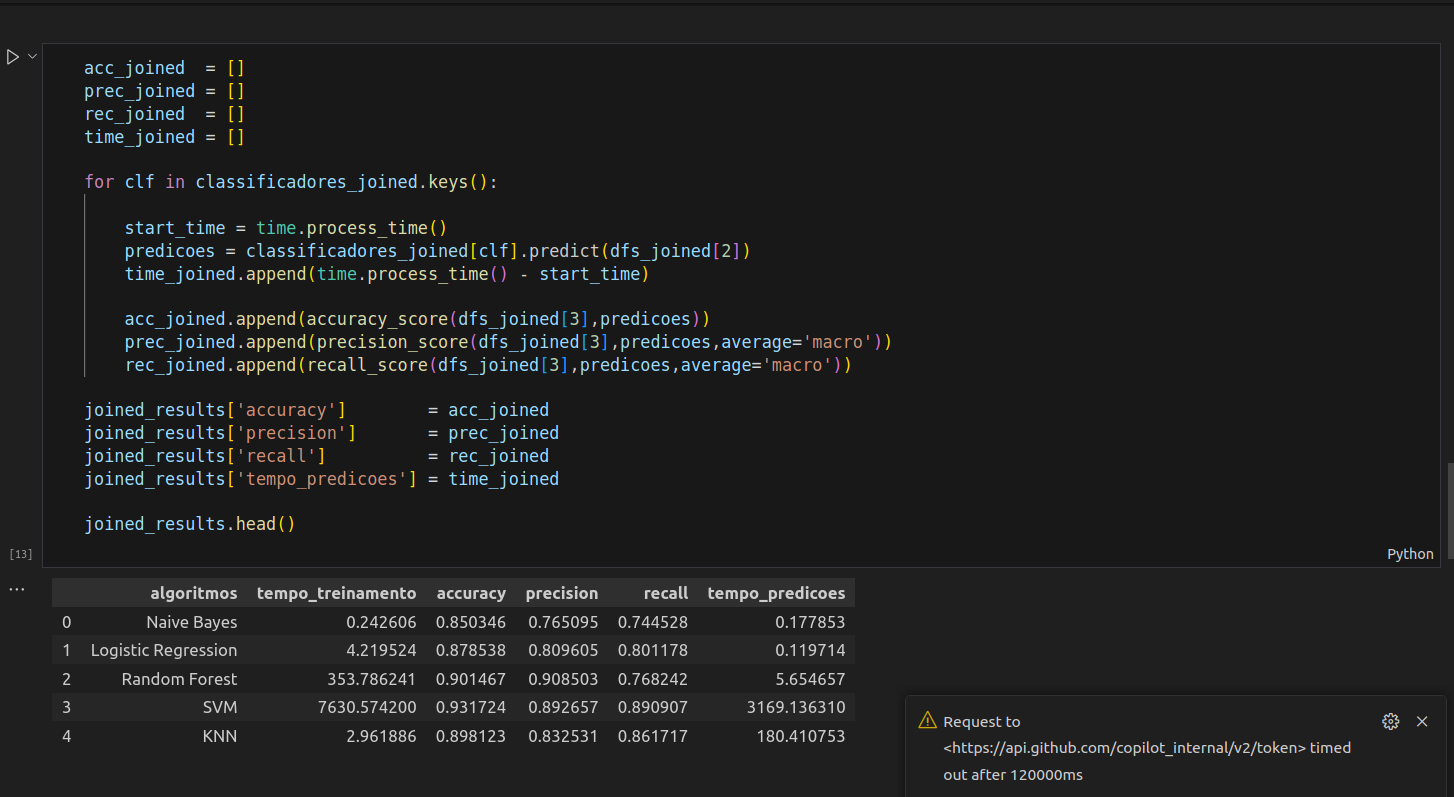 acc_joined  = []
prec_joined = []
rec_joined  = []
time_joined = []
for clf in classificadores_joined.keys():
start_time = time.process_time()
predicoes = classificadores_joined[clf].predict(dfs_joined[2])
time_joined.append(time.process_time() - start_time)
acc_joined.append(accuracy_score(dfs_joined[3],predicoes))
prec_joined.append(precision_score(dfs_joined[3],predicoes,average='macro'))
rec_joined.append(recall_score(dfs_joined[3],predicoes,average='macro'))
joined_results['accuracy']        = acc_joined
joined_results['precision']       = prec_joined
joined_results['recall']          = rec_joined
joined_results['tempo_predicoes'] = time_joined
joined_results.head()
[13]
Python
...
algoritmos tempo_treinamento accuracy precision recall tempo_predicoes
0 Naive Bayes 0.242606 0.850346 0.765095 0.744528 0.177853
1 Logistic Regression 4.219524 0.878538 0.809605 0.801178 0.119714
2 Random Forest 353.786241 0.901467 0.908503 0.768242 5.654657
3 SVM 7630.574200 0.931724 0.892657 0.890907 3169.136310
4 KNN 2.961886 0.898123 0.832531 0.861717 180.410753
Request to
<https://api.github.com/copilot_internal/v2/token> timed
out after 120000ms